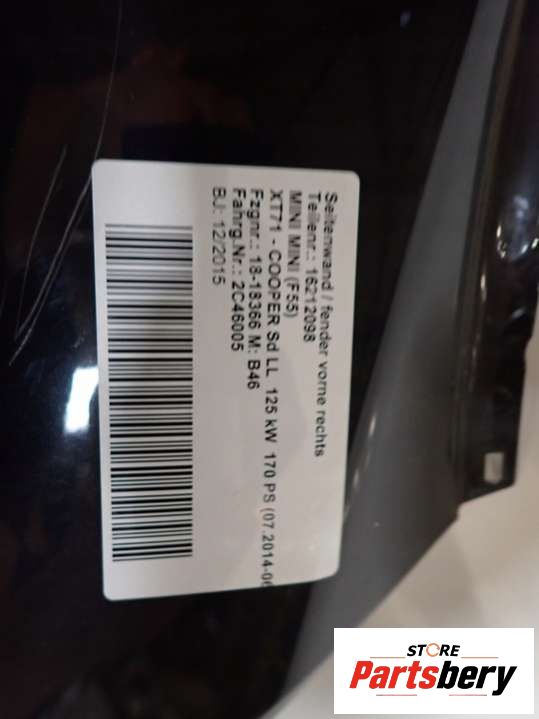 Seitenwand / fender vorne rechts
Teilenr.: 16212098
MINI MINI (F55)
XT71 - COOPER Sd LL 125 kW 170 PS (07.2014-06
Fzgnr.: 18-18366 M: B46
Fahrg.Nr.: 2C46005
BJ: 12/2015
STORE
Partsbery